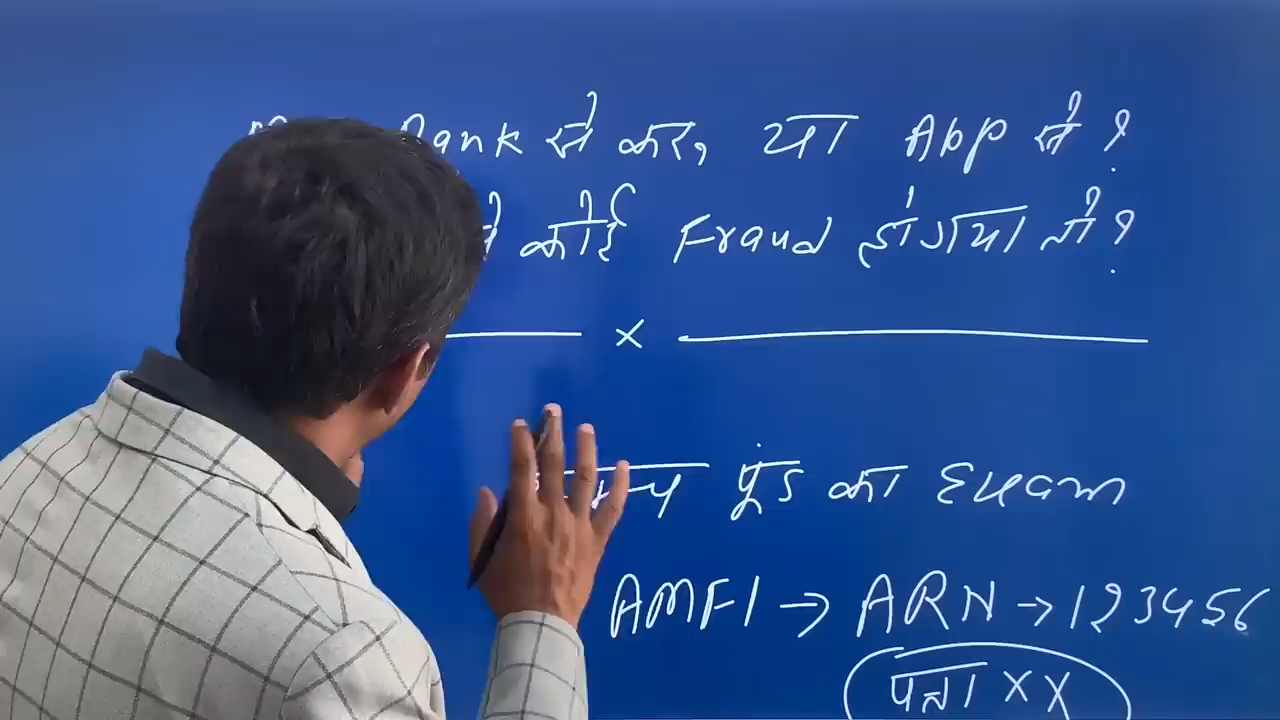 Bank से करू, या App से?
कोई Fraud हो गया तो?
×
पूंड का Exam
AMFI → ARN → 123456
पता XX